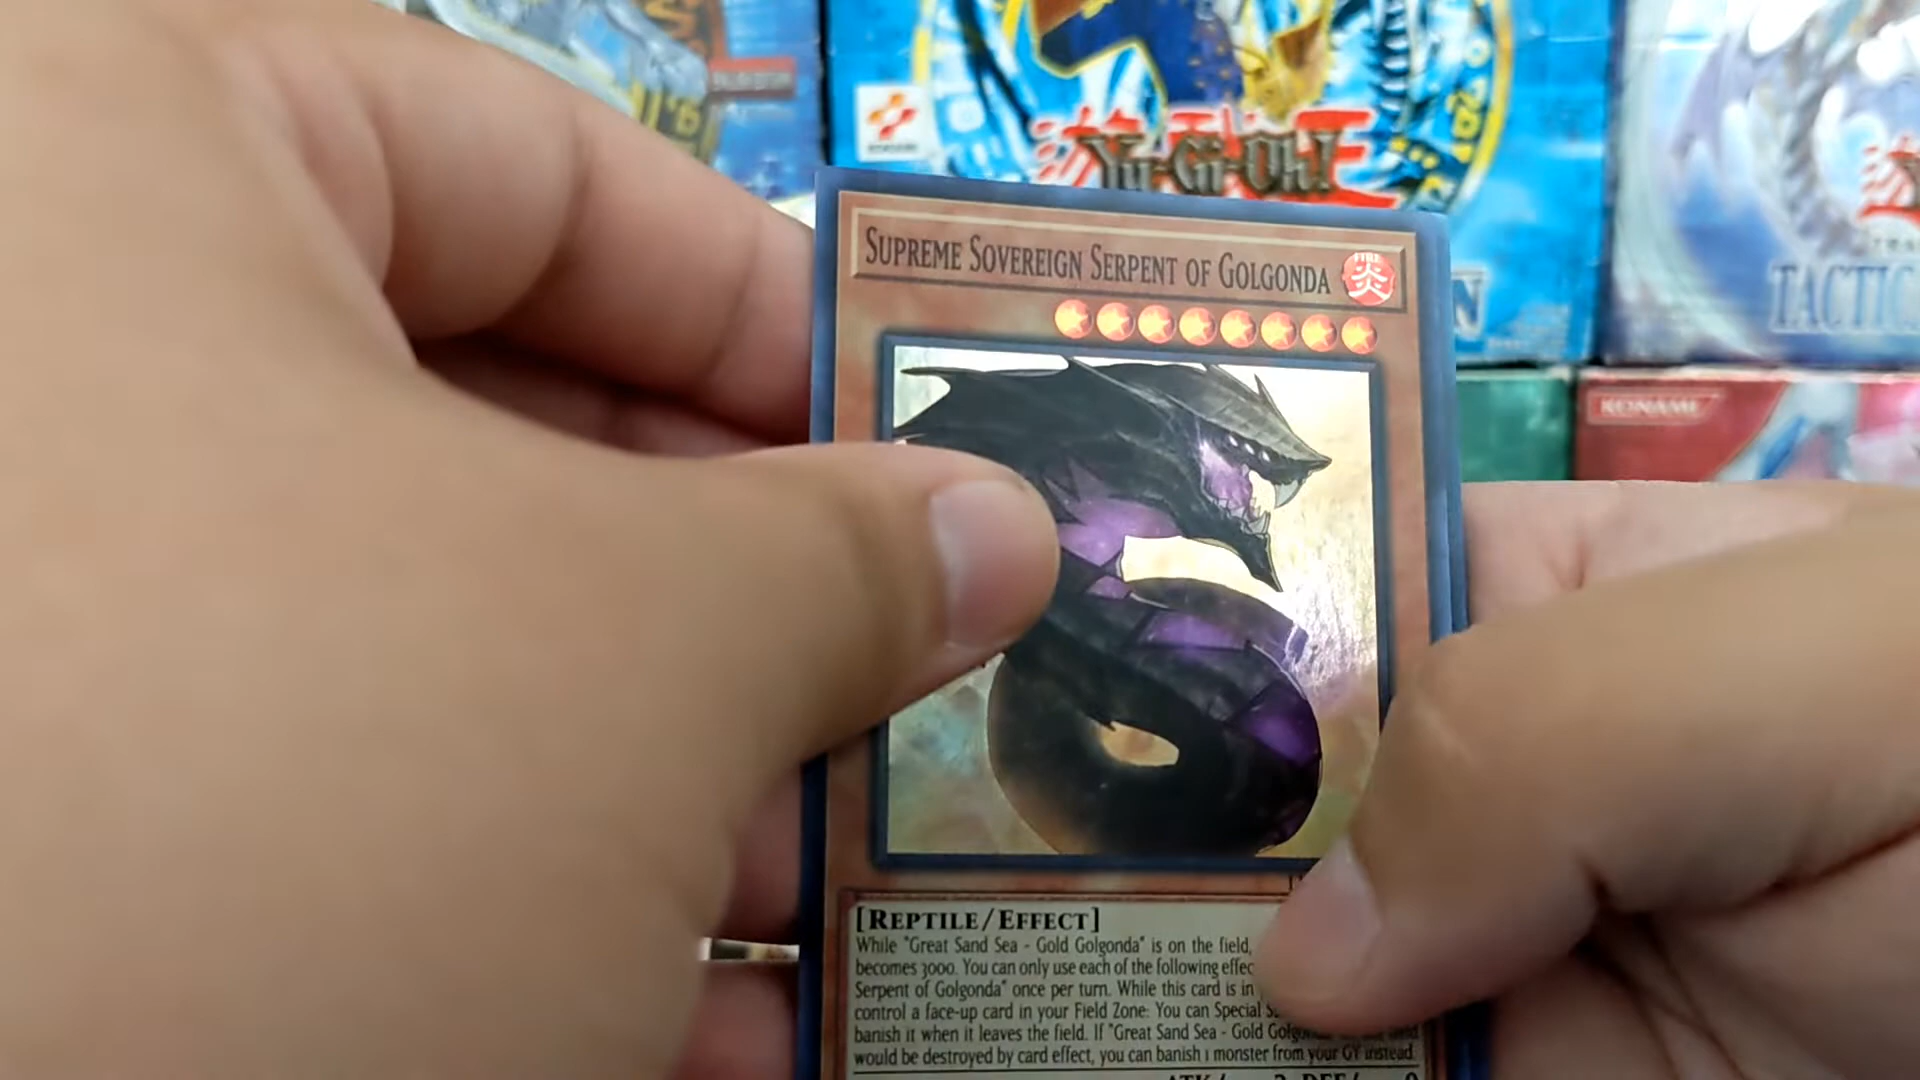 KONAMI
Yu-Gi-Oh!
TACTIC
KONAMI
SUPREME SOVEREIGN SERPENT OF GOLGONDA
FIRE
炎
[REPTILE/EFFECT]
While "Great Sand Sea - Gold Golgonda" is on the field,
becomes 3000. You can only use each of the following
Serpent of Golgonda" once per turn. While this card is in
control a face-up card in your Field Zone: You can Special
banish it when it leaves the field. If "Great Sand Sea - Gold
would be destroyed by card effect, you can banish 1 monster from your GY instead.
ATK/ ? DEF/ 0